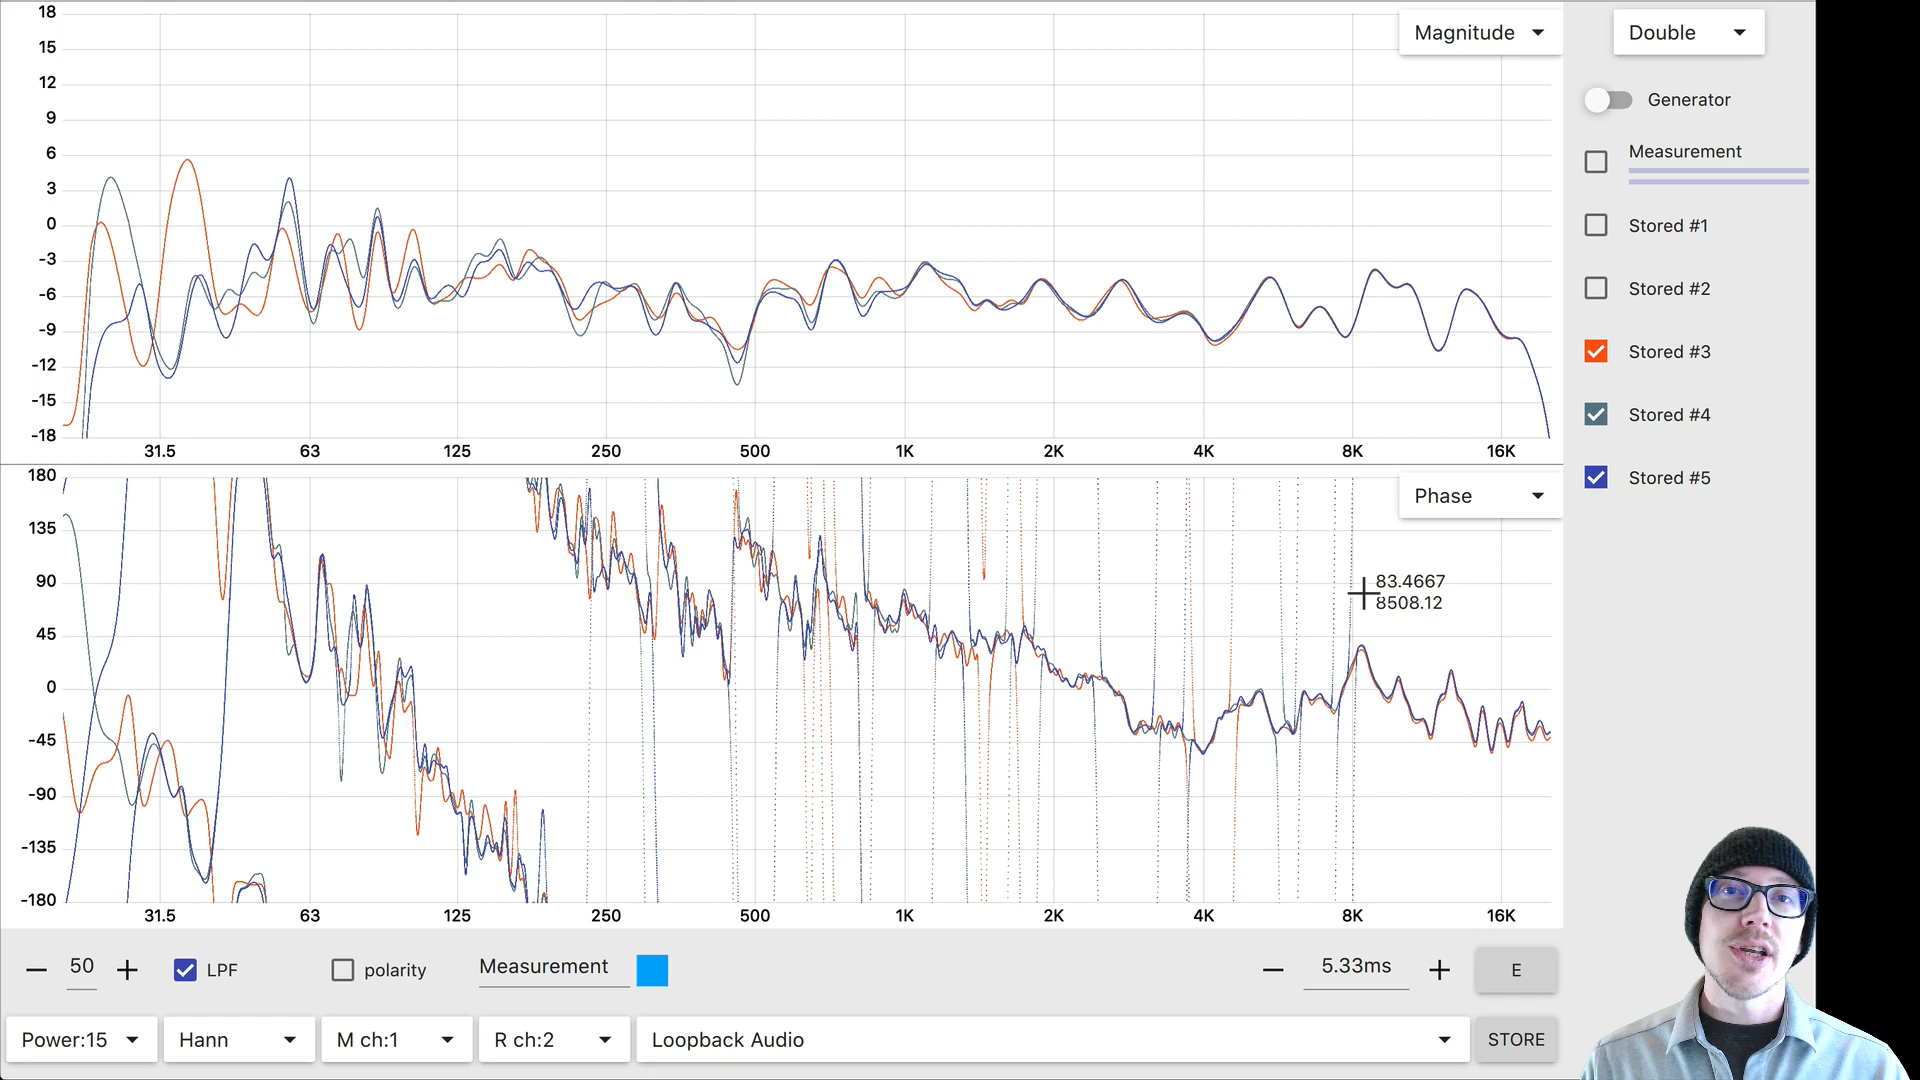 18
15
12
9
6
3
0
-3
-6
-9
-12
-15
-18
31.5 63 125 250 500 1K 2K 4K 8K 16K
Magnitude
180
135
90
45
0
-45
-90
-135
-180
31.5 63 125 250 500 1K 2K 4K 8K 16K
Phase
83.4667
8508.12
Double
Generator
Measurement
Stored #1
Stored #2
Stored #3
Stored #4
Stored #5
50 LPF polarity Measurement 5.33ms E
Power:15 Hann M ch:1 R ch:2 Loopback Audio STORE